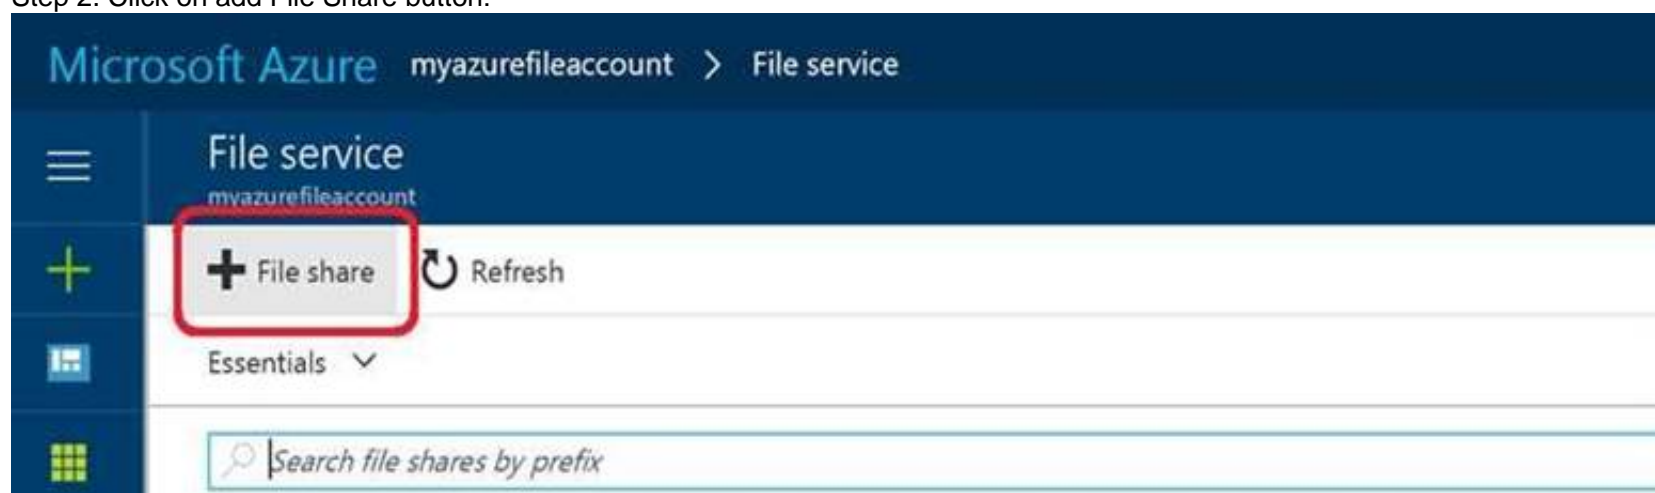 Step 2: Click on add File Share button.
Microsoft Azure myazurefileaccount > File service
File service
myazurefileaccount
File share Refresh
Essentials
Search file shares by prefix